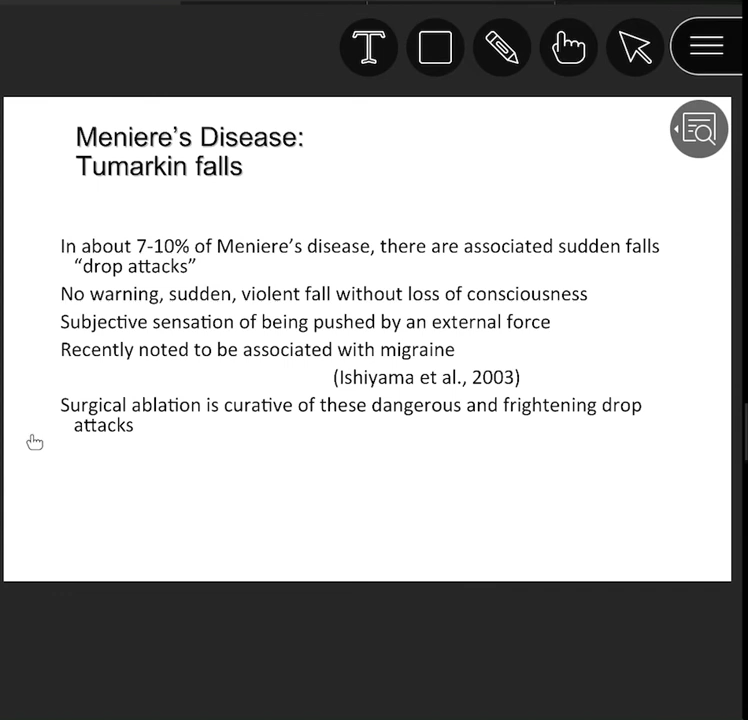 Meniere's Disease:
Tumarkin falls
In about 7-10% of Meniere's disease, there are associated sudden falls
“drop attacks”
No warning, sudden, violent fall without loss of consciousness
Subjective sensation of being pushed by an external force
Recently noted to be associated with migraine
(Ishiyama et al., 2003)
Surgical ablation is curative of these dangerous and frightening drop
attacks